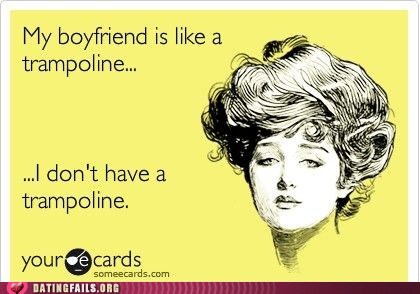 My boyfriend is like a
trampoline...
...I don't have a
trampoline.
your e cards
someecards.com
DATINGFAILS.ORG